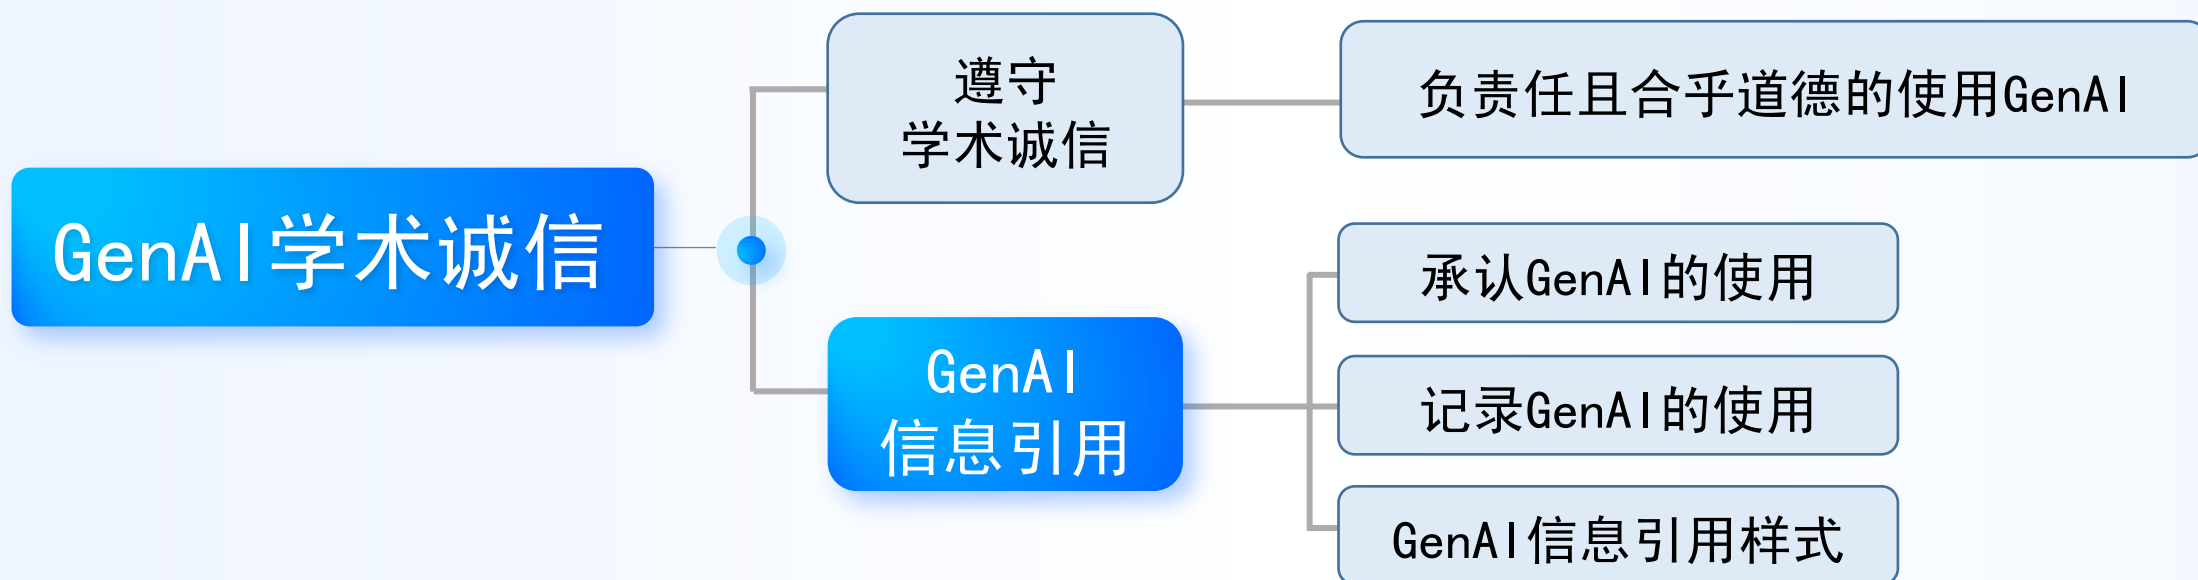 GenAI学术诚信
遵守
学术诚信
负责任且合乎道德的使用GenAI
GenAI
信息引用
承认GenAI的使用
记录GenAI的使用
GenAI信息引用样式